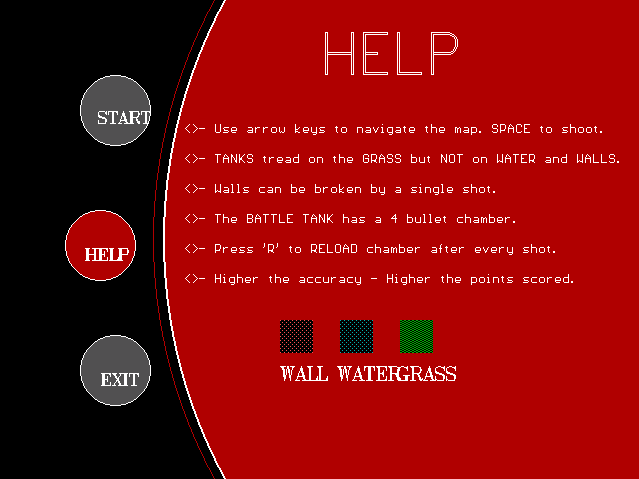 HELP
START
<>- Use arrow keys to navigate the map. SPACE to shoot.
<>- TANKS tread on the GRASS but NOT on WATER and WALLS.
<>- Walls can be broken by a single shot.
<>- The BATTLE TANK has a 4 bullet chamber.
HELP
<>- Press 'R' to RELOAD chamber after every shot.
<>- Higher the accuracy - Higher the points scored.
WALL WATER GRASS
EXIT